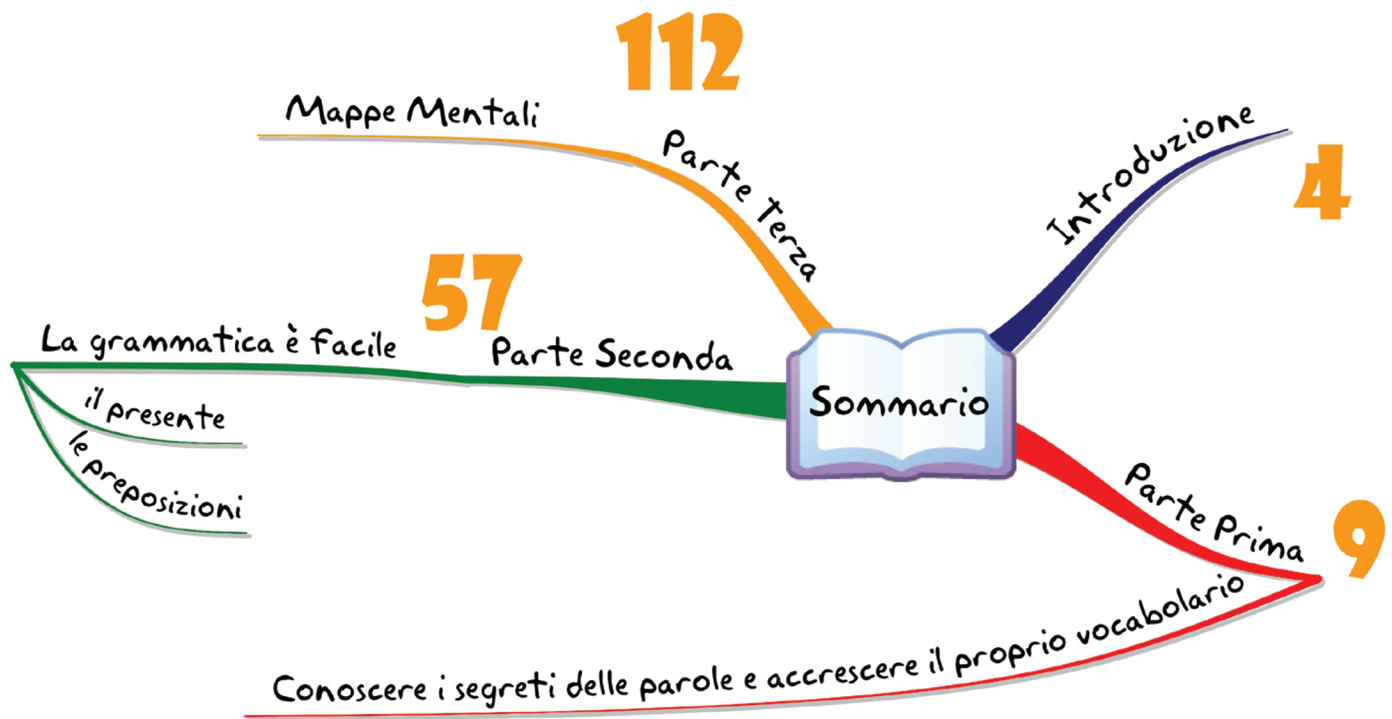 112
Mappe Mentali
Parte Terza
Introduzione
4
57
La grammatica è facile
Parte Seconda
il presente
le preposizioni
Sommario
Parte Prima
9
Conoscere i segreti delle parole e accrescere il proprio vocabolario